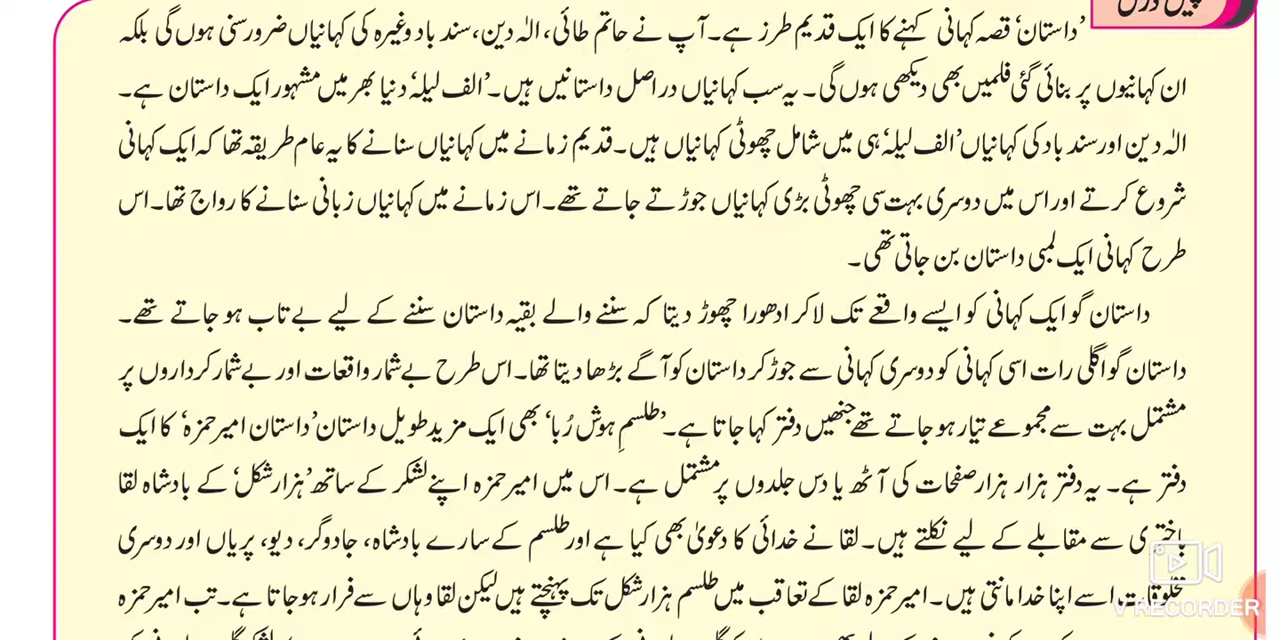 پیش درس
’داستان‘ قصہ کہانی کہنے کا ایک قدیم طرز ہے۔ آپ نے حاتم طائی، الٰہ دین، سند باد وغیرہ کی کہانیاں ضرور سنی ہوں گی بلکہ
ان کہانیوں پر بنائی گئی فلمیں بھی دیکھی ہوں گی۔ یہ سب کہانیاں دراصل داستانیں ہیں۔ ’الف لیلہ‘ دنیا بھر میں مشہور ایک داستان ہے۔
الٰہ دین اور سند باد کی کہانیاں ’الف لیلہ‘ ہی میں شامل چھوٹی کہانیاں ہیں۔ قدیم زمانے میں کہانیاں سنانے کا یہ عام طریقہ تھا کہ ایک کہانی
شروع کرتے اور اس میں دوسری بہت سی چھوٹی بڑی کہانیاں جوڑتے جاتے تھے۔ اس زمانے میں کہانیاں زبانی سنانے کا رواج تھا۔ اس
طرح کہانی ایک لمبی داستان بن جاتی تھی۔
داستان گو ایک کہانی کو ایسے واقعے تک لا کر ادھورا چھوڑ دیتا کہ سننے والے بقیہ داستان سننے کے لیے بے تاب ہو جاتے تھے۔
داستان گو اگلی رات اسی کہانی کو دوسری کہانی سے جوڑ کر داستان کو آگے بڑھا دیتا تھا۔ اس طرح بے شمار واقعات اور بے شمار کرداروں پر
مشتمل بہت سے مجموعے تیار ہو جاتے تھے جنھیں دفتر کہا جاتا ہے۔ ’طلسمِ ہوش رُبا‘ بھی ایک مزید طویل داستان ’داستان امیر حمزہ‘ کا ایک
دفتر ہے۔ یہ دفتر ہزار ہزار صفحات کی آٹھ یا دس جلدوں پر مشتمل ہے۔ اس میں امیر حمزہ اپنے لشکر کے ساتھ ’ہزار شکل‘ کے بادشاہ لقا
باختری سے مقابلے کے لیے نکلتے ہیں۔ لقا نے خدائی کا دعویٰ بھی کیا ہے اور طلسم کے سارے بادشاہ، جادوگر، دیو، پریاں اور دوسری
مخلوقات اسے اپنا خدا مانتی ہیں۔ امیر حمزہ لقا کے تعاقب میں طلسم ہزار شکل تک پہنچتے ہیں لیکن لقا وہاں سے فرار ہو جاتا ہے۔ تب امیر حمزہ
V RECORDER